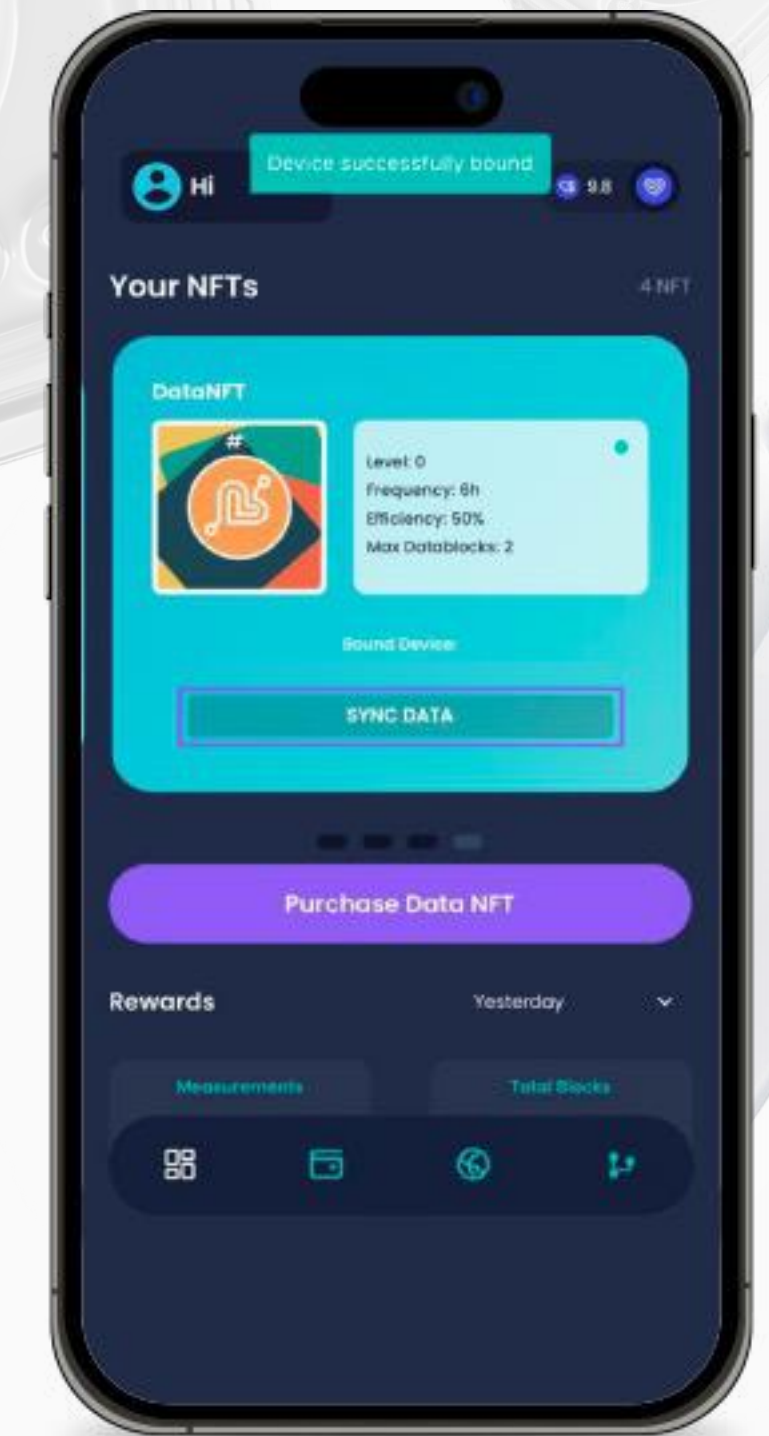 Device successfully bound
Hi
9.8
Your NFTs
4 NFT
DataNFT
#
Level: 0
Frequency: 6h
Efficiency: 50%
Max Datablocks: 2
Bound Device:
SYNC DATA
Purchase Data NFT
Rewards
Yesterday
Measurements
Total Blocks